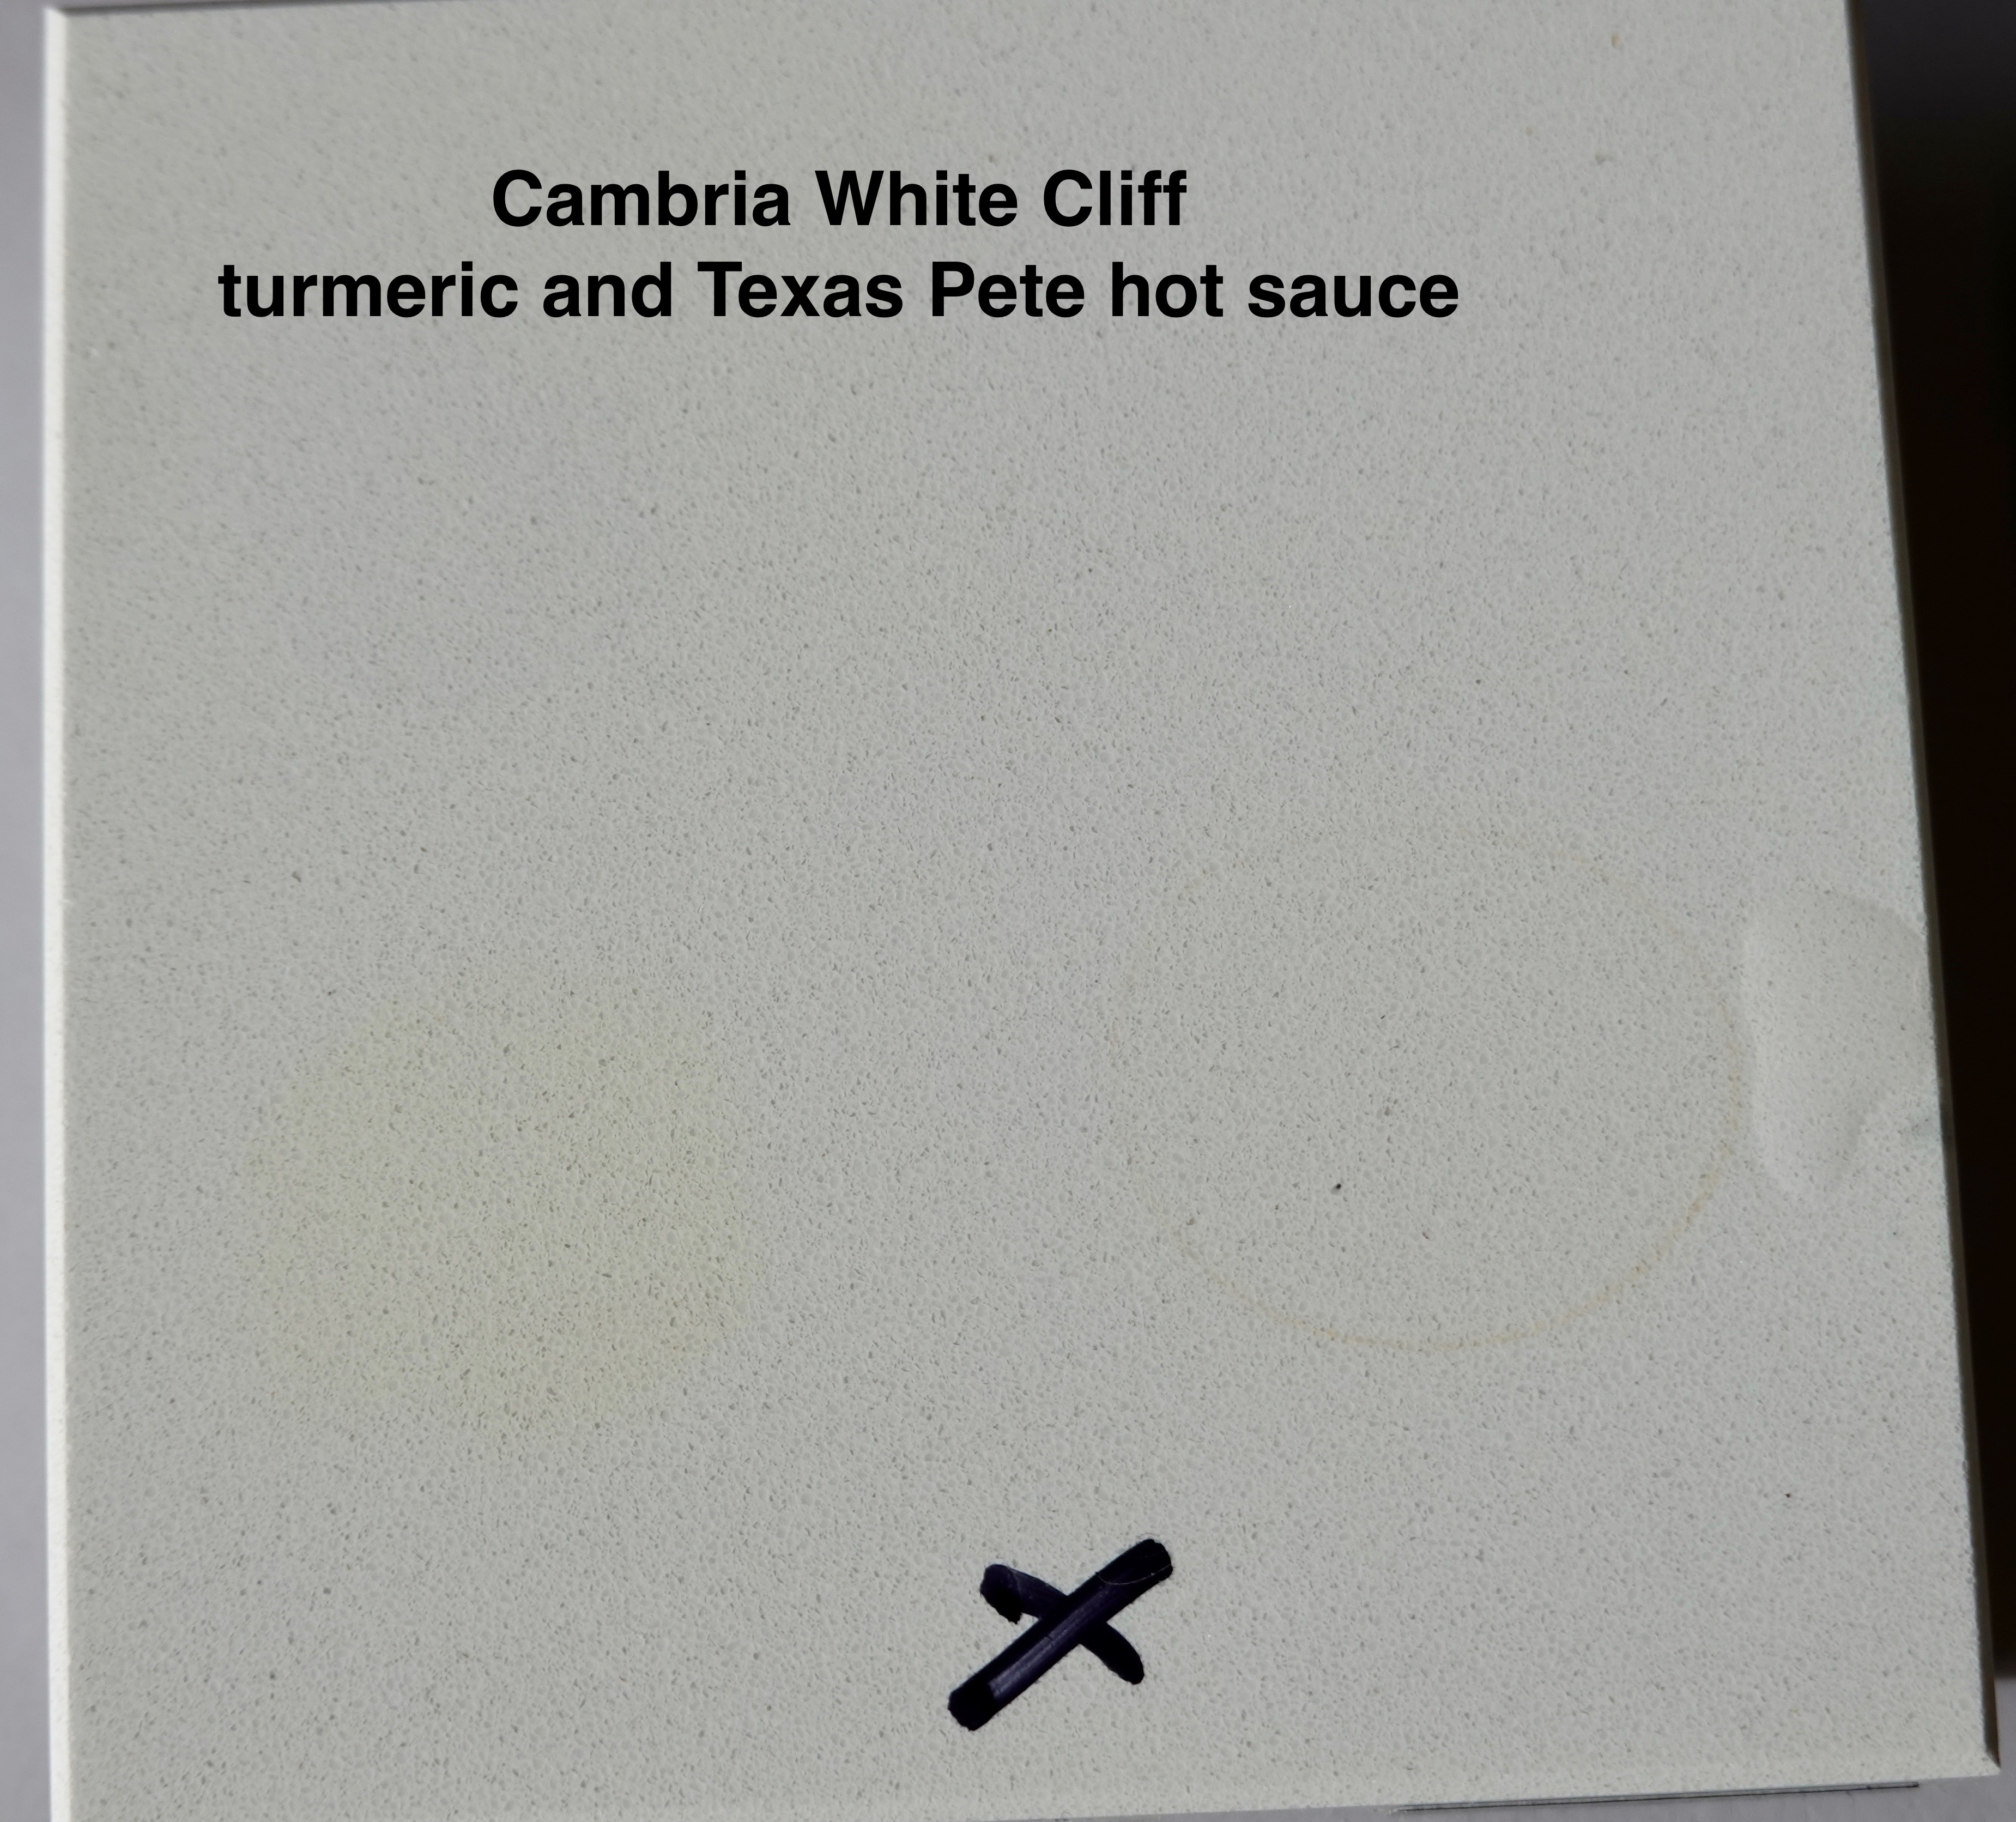 Cambria White Cliff
turmeric and Texas Pete hot sauce